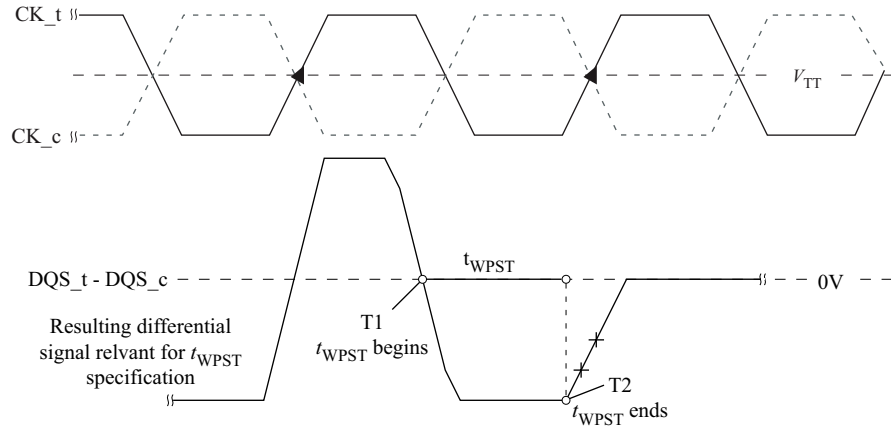 CK_t
V_TT
CK_c
t_WPST
DQS_t - DQS_c
0V
T1
t_WPST begins
Resulting differential
signal relvant for t_WPST
specification
T2
t_WPST ends